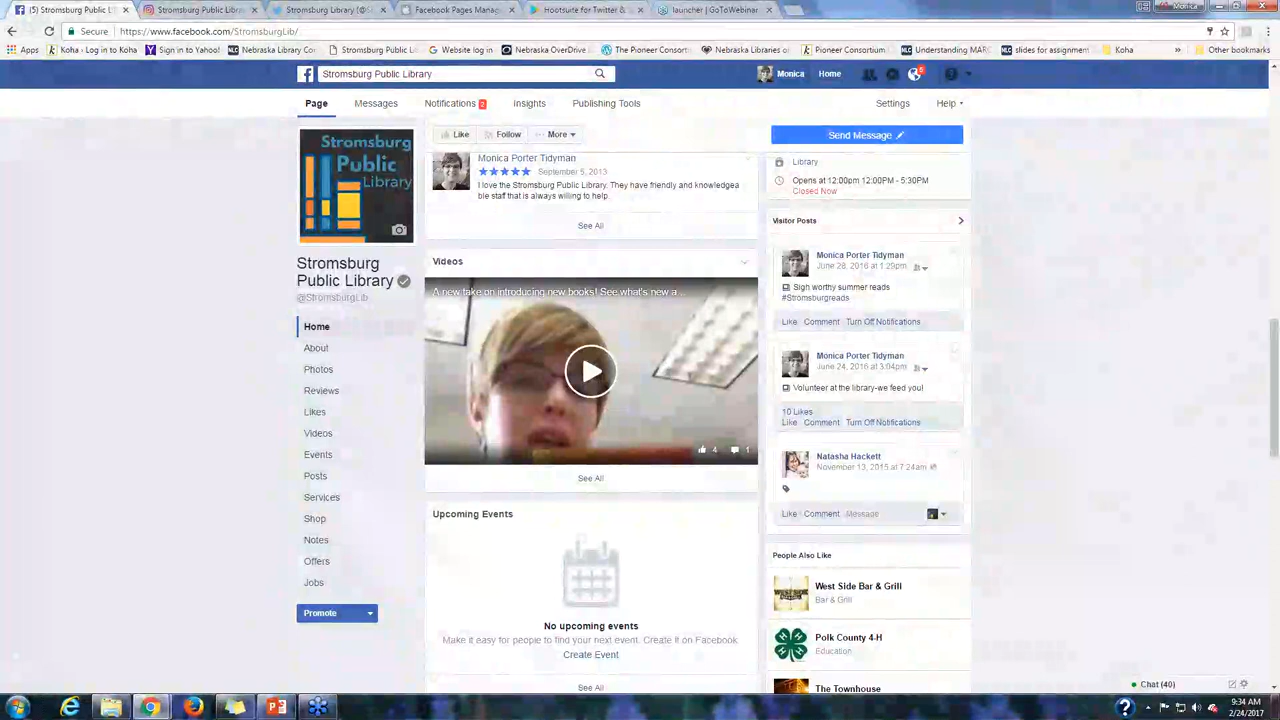 (1) Stromsburg Public L
Stromsburg Public Libra
Stromsburg Library (@S
Facebook Pages Manag
Hootsuite for Twitter &
launcher | GoToWebinar
Monica
Secure
https://www.facebook.com/StromsburgLib/
Apps
Koha · Log in to Koha
Sign in to Yahoo!
Nebraska Library Co
Stromsburg Public Li
Website log in
Nebraska OverDrive
The Pioneer Consorti
Nebraska Libraries o
Pioneer Consortium
Understanding MARC
slides for assignment
Koha
Other bookmarks
Stromsburg Public Library
Monica
Home
5
Page
Messages
Notifications 2
Insights
Publishing Tools
Settings
Help
Stromsburg
Public
Library
Like
Follow
More
Send Message
Monica Porter Tidyman
September 5, 2013
I love the Stromsburg Public Library. They have friendly and knowledgea
ble staff that is always willing to help.
See All
Library
Opens at 12:00pm 12:00PM - 5:30PM
Closed Now
Stromsburg
Public Library
@StromsburgLib
Home
About
Photos
Reviews
Likes
Videos
Events
Posts
Services
Shop
Notes
Offers
Jobs
Promote
Videos
A new take on introducing new books! See what's new a...
4
1
See All
Upcoming Events
No upcoming events
Make it easy for people to find your next event. Create it on Facebook
Create Event
See All
Visitor Posts
Monica Porter Tidyman
June 28, 2016 at 1:29pm
Sigh worthy summer reads
#Stromsburgreads
Like Comment Turn Off Notifications
Monica Porter Tidyman
June 24, 2016 at 3:04pm
Volunteer at the library-we feed you!
10 Likes
Like Comment Turn Off Notifications
Natasha Hackett
November 13, 2015 at 7:24am
Like Comment Message
People Also Like
WEST SIDE
West Side Bar & Grill
Bar & Grill
H H H H
Polk County 4-H
Education
The Townhouse
Chat (40)
9:34 AM
2/24/2017